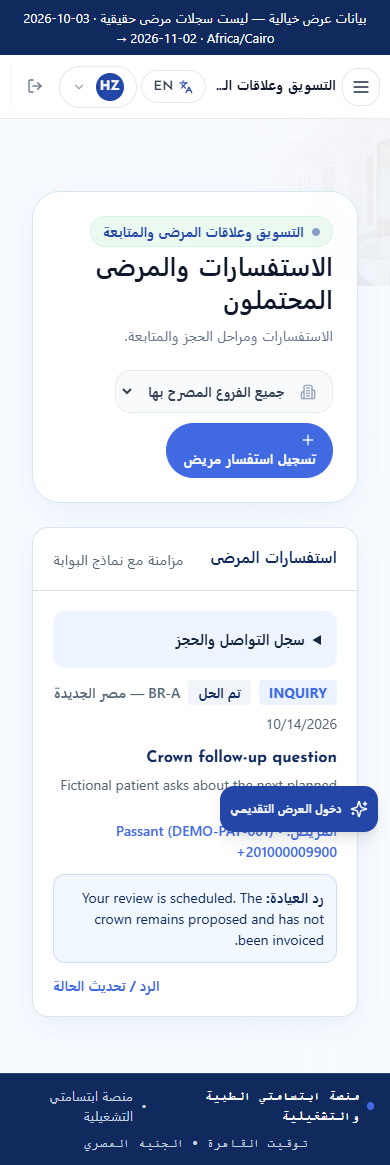 بيانات عرض خيالية — ليست سجلات مرضى حقيقية · 2026-10-03
→ 2026-11-02 · Africa/Cairo
التسويق وعلاقات الـ...
EN
HZ
التسويق وعلاقات المرضى والمتابعة
الاستفسارات والمرضى
المحتملون
الاستفسارات ومراحل الحجز والمتابعة.
جميع الفروع المصرح بها
+
تسجيل استفسار مريض
استفسارات المرضى
مزامنة مع نماذج البوابة
سجل التواصل والحجز
INQUIRY تم الحل BR-A — مصر الجديدة
10/14/2026
Crown follow-up question
Fictional patient asks about the next planned
دخول العرض التقديمي
المريض: Passant (DEMO-PAT-001) ·
+201000009900
رد العيادة: Your review is scheduled. The
crown remains proposed and has not
been invoiced.
الرد / تحديث الحالة
منصة ابتسامتي الطبية
والتشغيلية
• منصة ابتسامتي
التشغيلية
توقيت القاهرة • الجنيه المصري